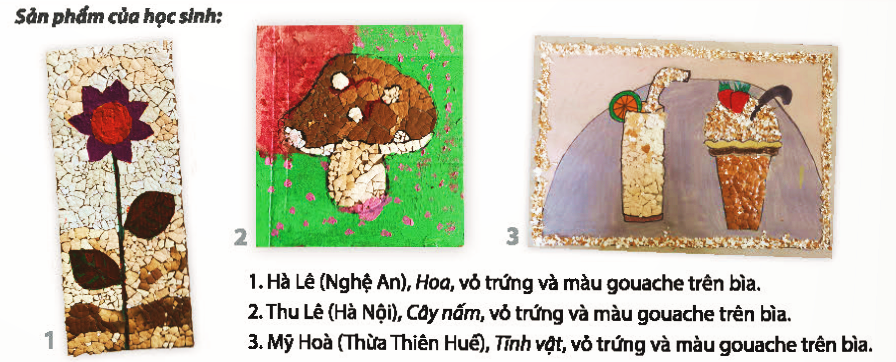 Sản phẩm của học sinh:
1
2
3
1. Hà Lê (Nghệ An), Hoa, vỏ trứng và màu gouache trên bìa.
2. Thu Lê (Hà Nội), Cây nấm, vỏ trứng và màu gouache trên bìa.
3. Mỹ Hoà (Thừa Thiên Huế), Tĩnh vật, vỏ trứng và màu gouache trên bìa.